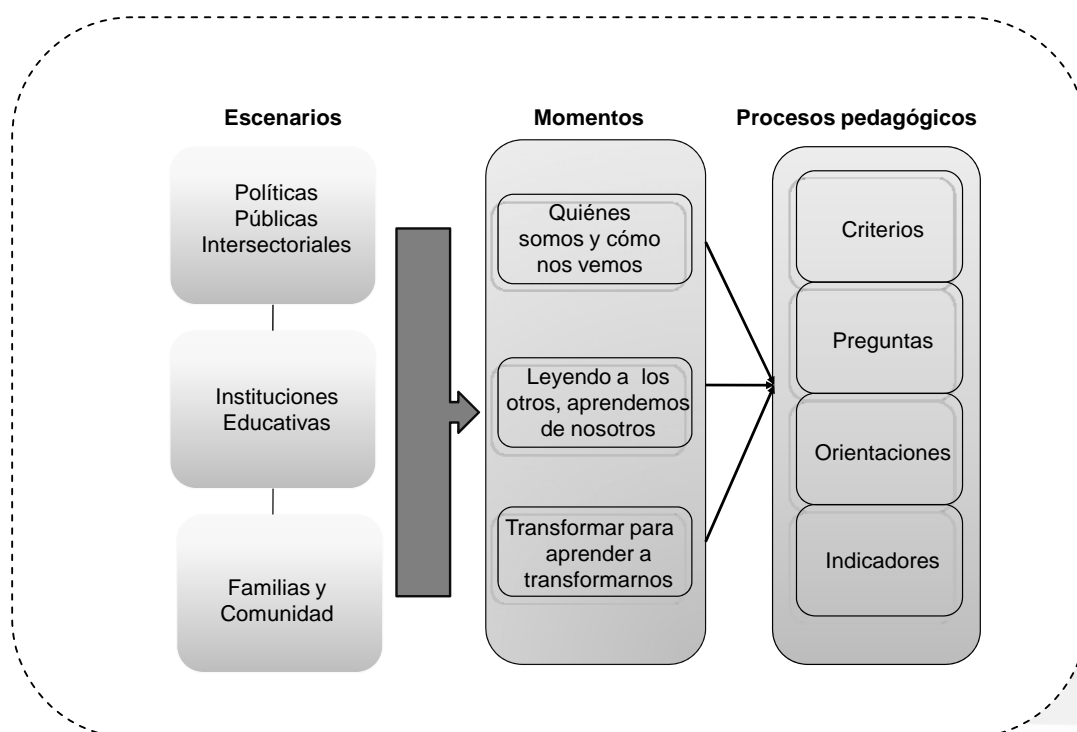 Escenarios
Políticas
Públicas
Intersectoriales
Instituciones
Educativas
Familias y
Comunidad
Momentos
Quiénes
somos y cómo
nos vemos
Leyendo a los
otros, aprendemos
de nosotros
Transformar para
aprender a
transformarnos
Procesos pedagógicos
Criterios
Preguntas
Orientaciones
Indicadores